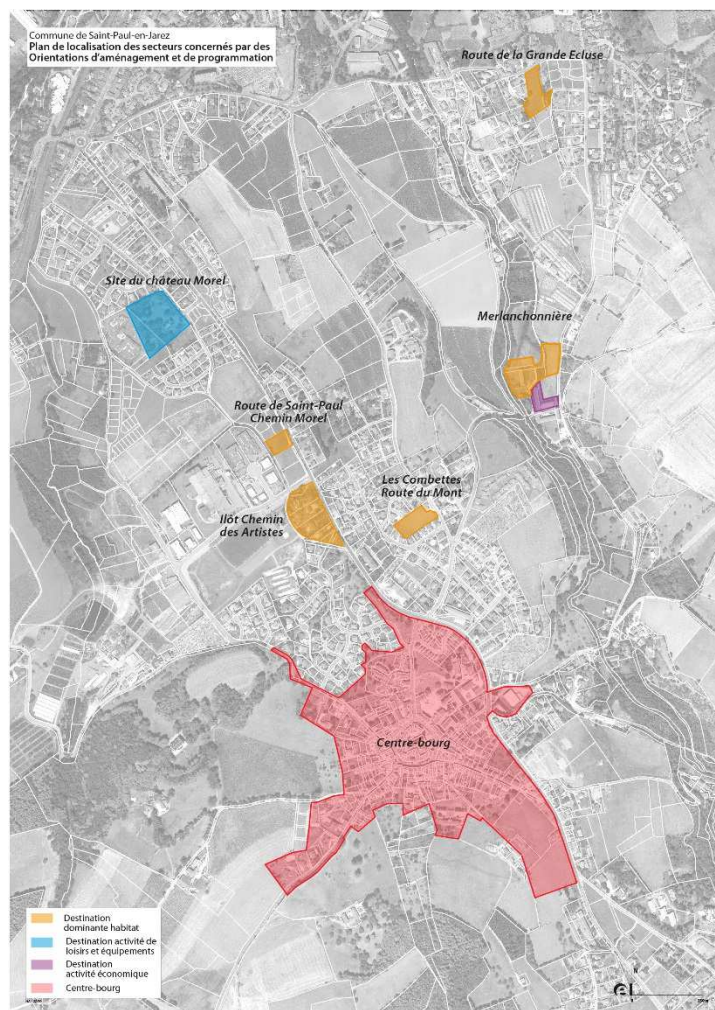 Commune de Saint-Paul-en-Jarez
Plan de localisation des secteurs concernés par des
Orientations d'aménagement et de programmation
Route de la Grande Ecluse
Site du château Morel
Merlanchonnière
Route de Saint-Paul
Chemin Morel
Les Combettes
Route du Mont
Ilôt Chemin
des Artistes
Centre-bourg
Destination
dominante habitat
Destination activité de
loisirs et équipements
Destination
activité économique
Centre-bourg
N